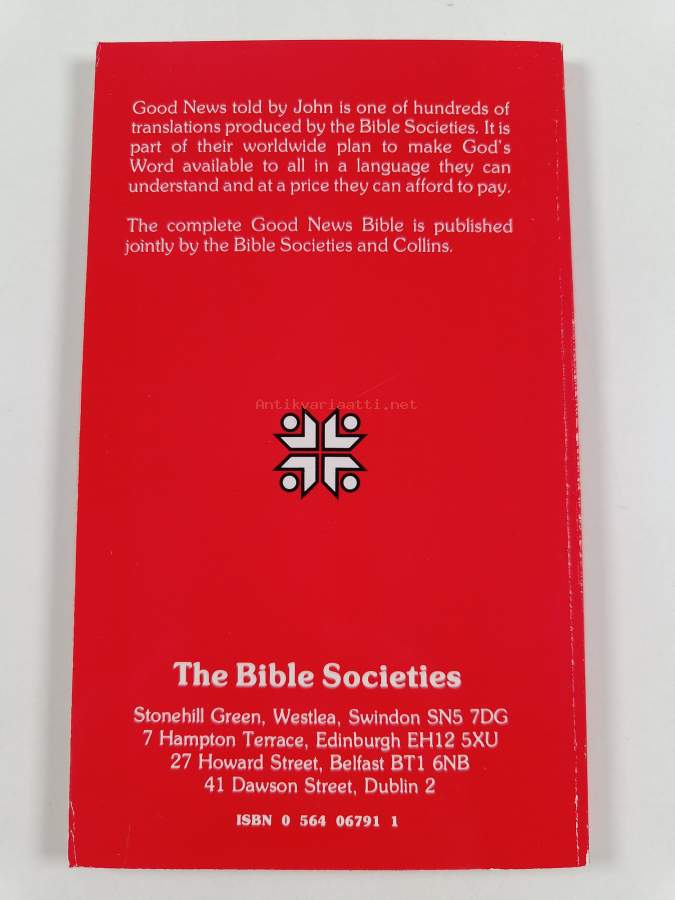 Good News told by John is one of hundreds of
translations produced by the Bible Societies. It is
part of their worldwide plan to make God's
Word available to all in a language they can
understand and at a price they can afford to pay.
The complete Good News Bible is published
jointly by the Bible Societies and Collins.
Antikvariaatti.net
The Bible Societies
Stonehill Green, Westlea, Swindon SN5 7DG
7 Hampton Terrace, Edinburgh EH12 5XU
27 Howard Street, Belfast BT1 6NB
41 Dawson Street, Dublin 2
ISBN 0 564 06791 1